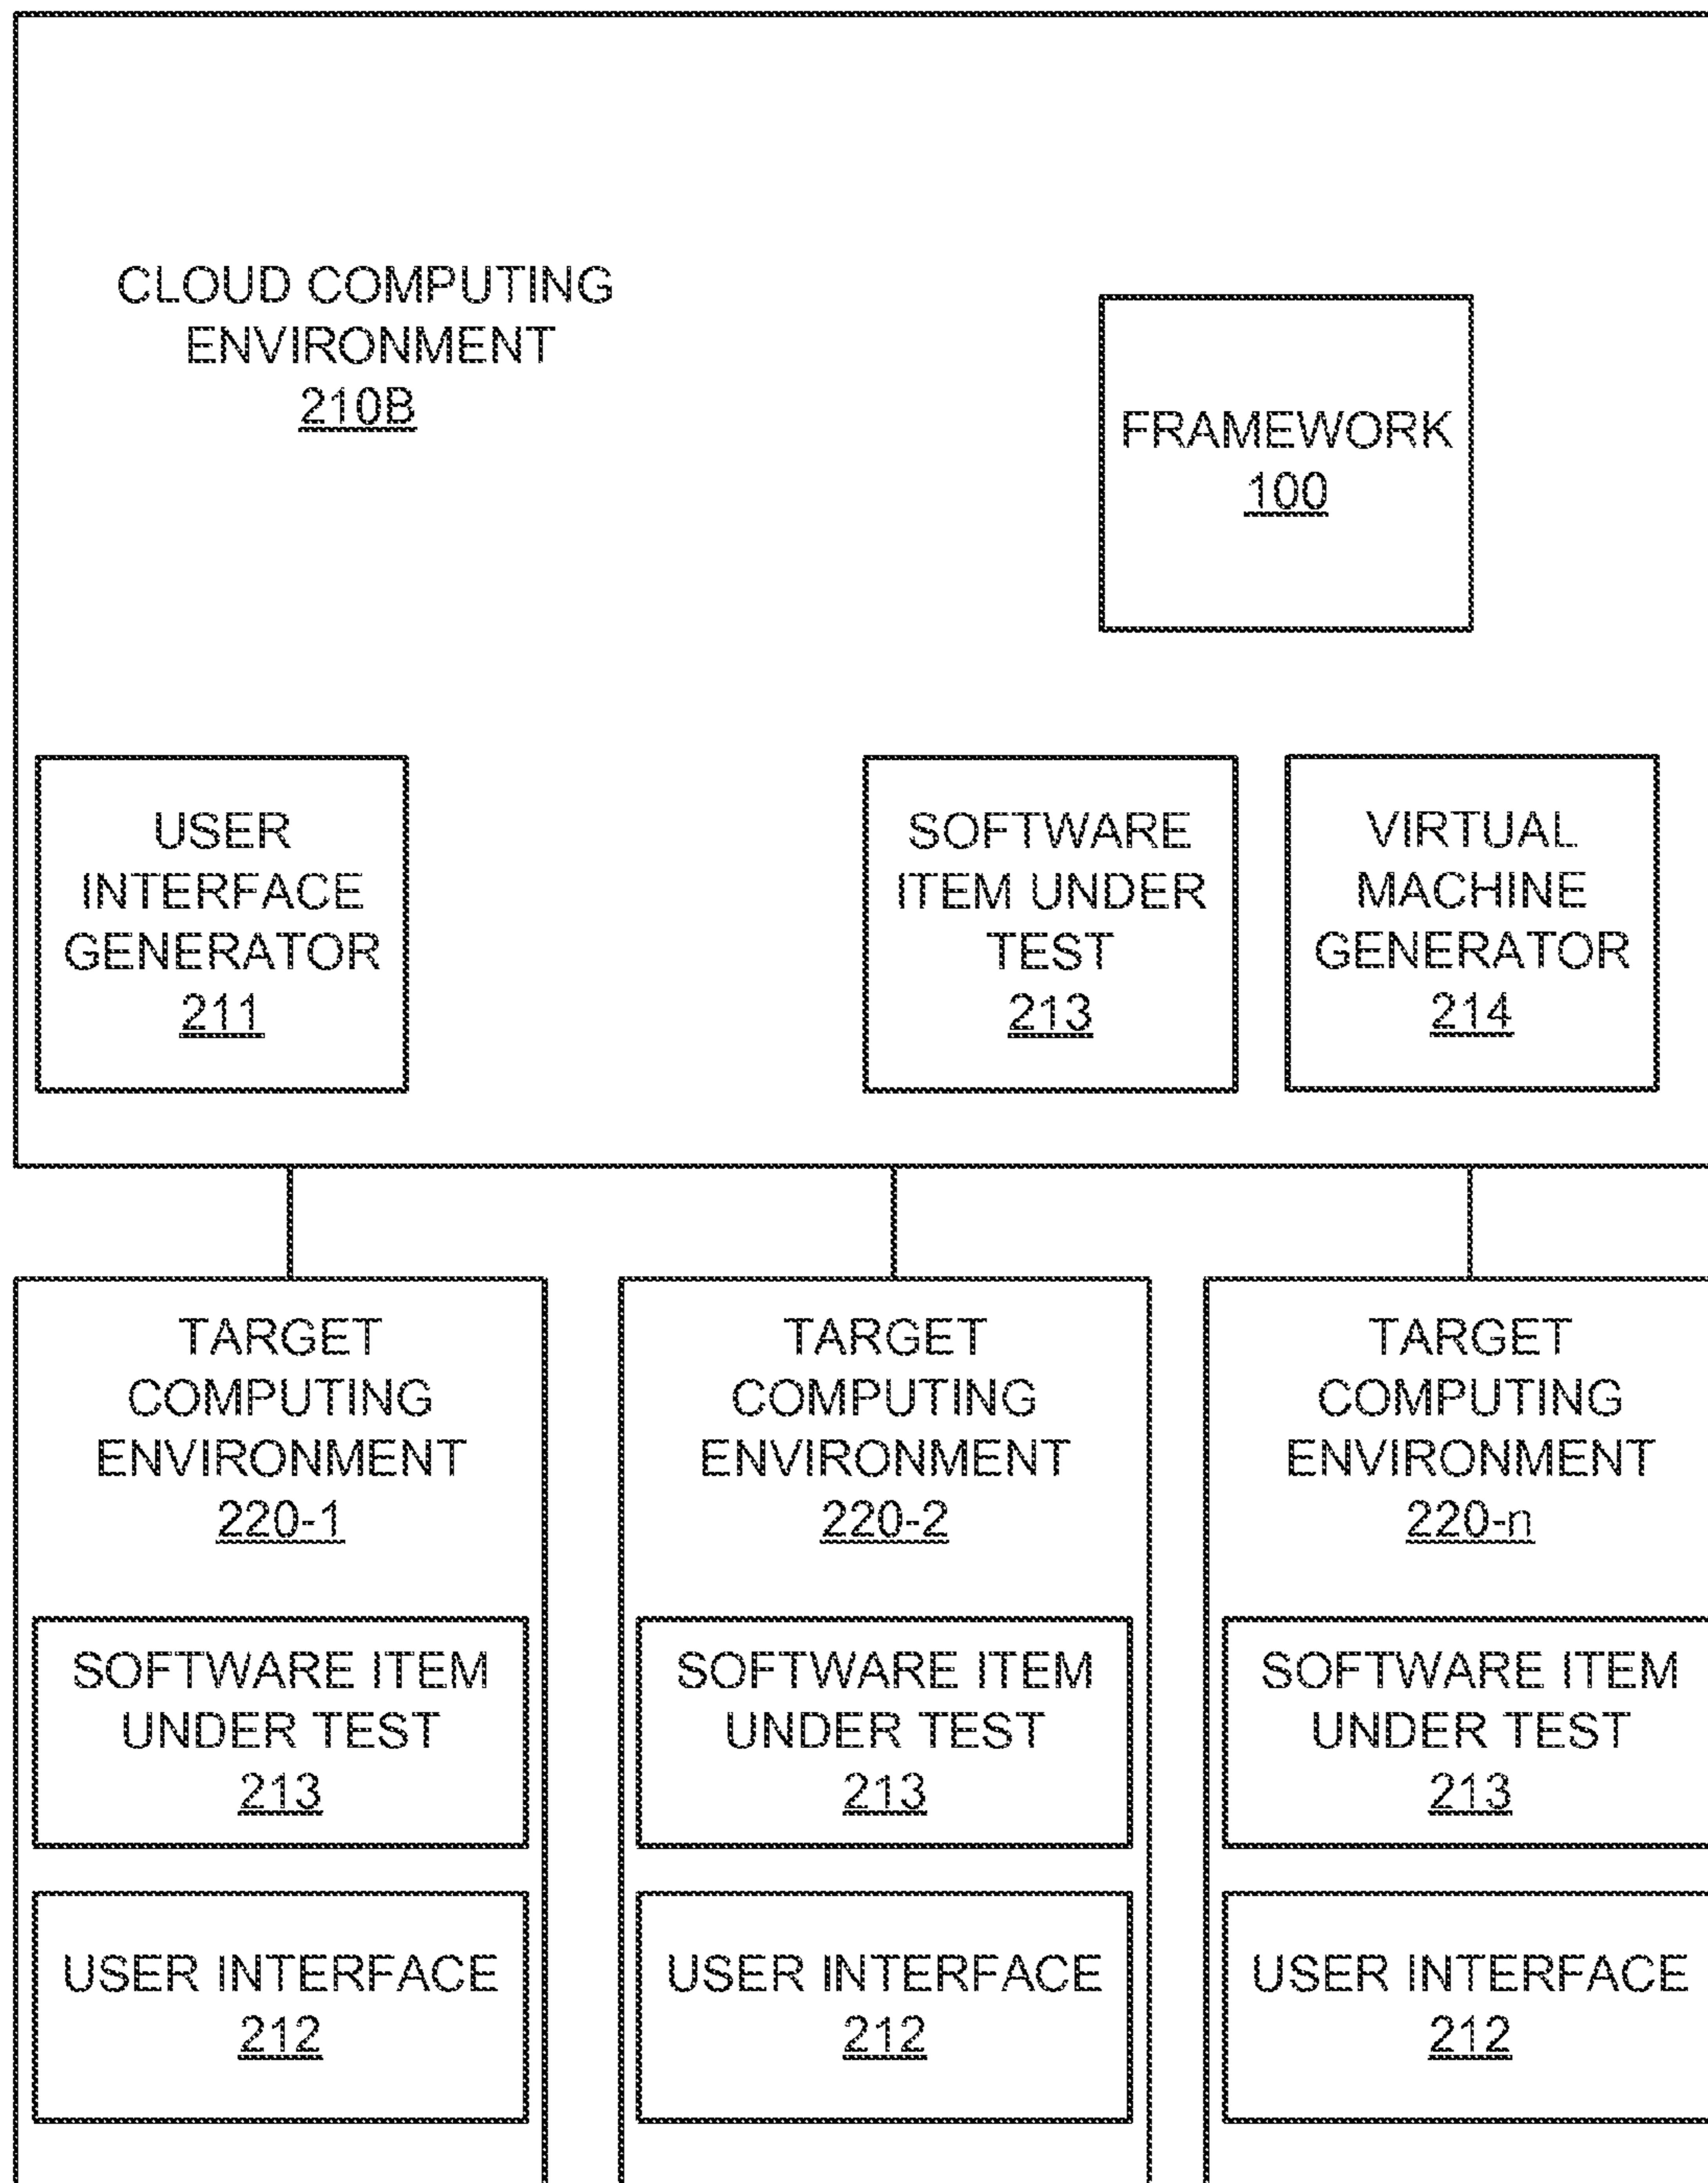 CLOUD COMPUTING
ENVIRONMENT
210B
FRAMEWORK
100
USER
INTERFACE
GENERATOR
211
SOFTWARE
ITEM UNDER
TEST
213
VIRTUAL
MACHINE
GENERATOR
214
TARGET
COMPUTING
ENVIRONMENT
220-1
SOFTWARE ITEM
UNDER TEST
213
USER INTERFACE
212
TARGET
COMPUTING
ENVIRONMENT
220-2
SOFTWARE ITEM
UNDER TEST
213
USER INTERFACE
212
TARGET
COMPUTING
ENVIRONMENT
220-n
SOFTWARE ITEM
UNDER TEST
213
USER INTERFACE
212